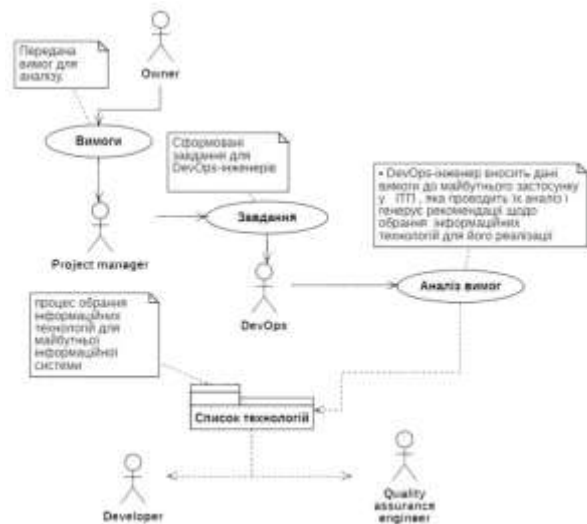 Owner
Передача
вимог для
аналізу.
Вимоги
Сформовані
завдання для
DevOps-інженерів
• DevOps-інженер вносить дані
вимоги до майбутнього застосунку
у ІТП , яка проводить їх аналіз і
генерує рекомендації щодо
обрання інформаційних
технологій для його реалізації
Project manager
Завдання
DevOps
Аналіз вимог
процес обрання
інформаційних
технологій для
майбутньої
інформаційної
системи
Список технологій
Developer
Quality
assurance
engineer